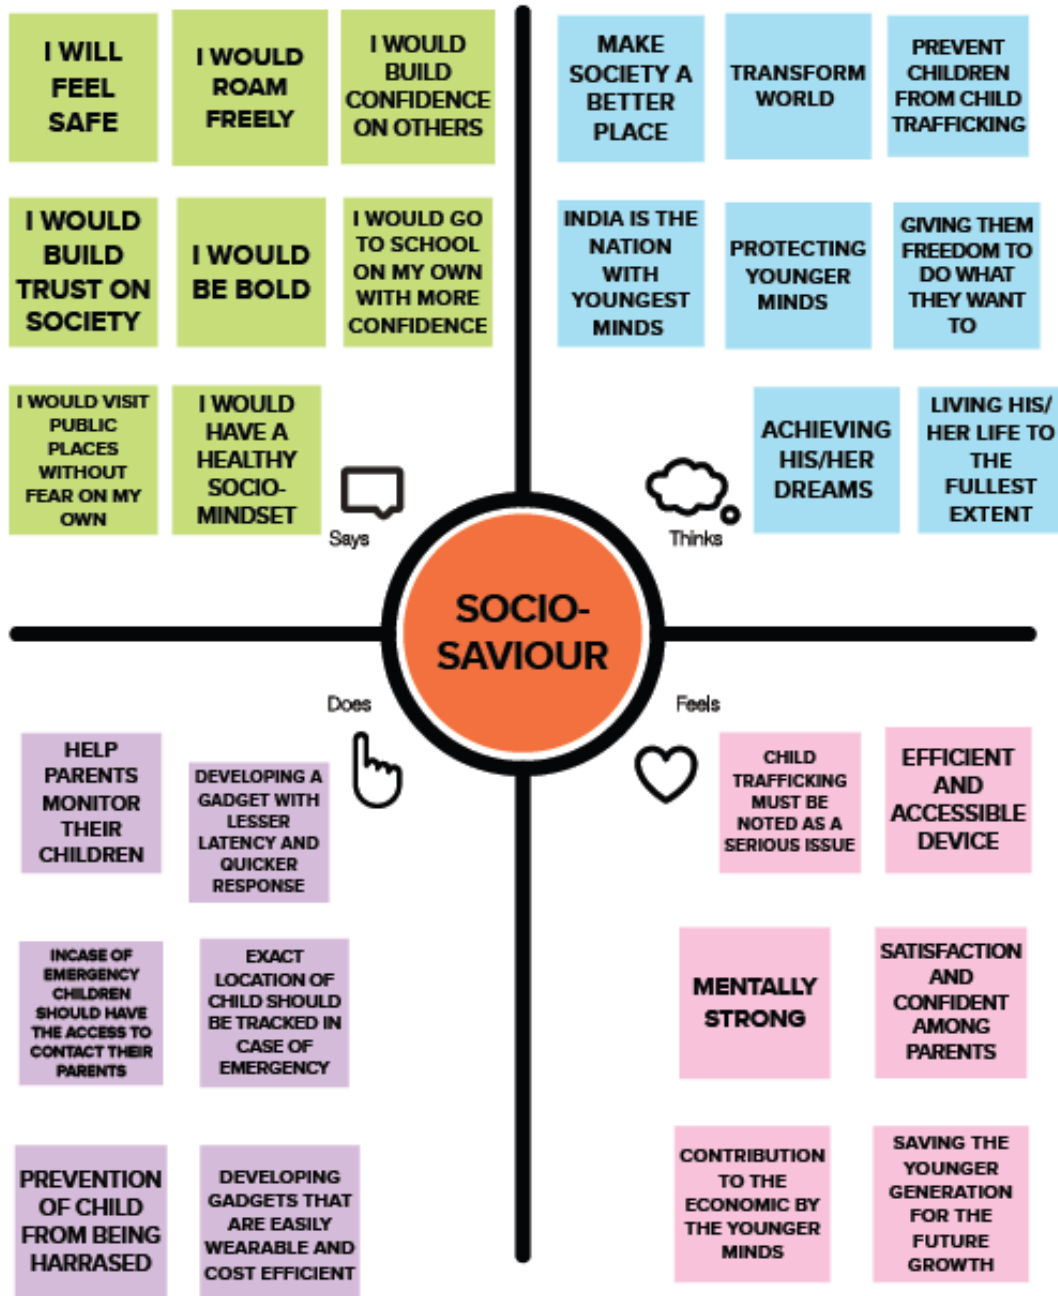 I WILL
FEEL
SAFE
I WOULD
ROAM
FREELY
I WOULD
BUILD
CONFIDENCE
ON OTHERS
I WOULD
BUILD
TRUST ON
SOCIETY
I WOULD
BE BOLD
I WOULD GO
TO SCHOOL
ON MY OWN
WITH MORE
CONFIDENCE
I WOULD VISIT
PUBLIC
PLACES
WITHOUT
FEAR ON MY
OWN
I WOULD
HAVE A
HEALTHY
SOCIO-
MINDSET
Says
MAKE
SOCIETY A
BETTER
PLACE
TRANSFORM
WORLD
PREVENT
CHILDREN
FROM CHILD
TRAFFICKING
INDIA IS THE
NATION
WITH
YOUNGEST
MINDS
PROTECTING
YOUNGER
MINDS
GIVING THEM
FREEDOM TO
DO WHAT
THEY WANT
TO
ACHIEVING
HIS/HER
DREAMS
LIVING HIS/
HER LIFE TO
THE
FULLEST
EXTENT
Thinks
SOCIO-
SAVIOUR
Does
HELP
PARENTS
MONITOR
THEIR
CHILDREN
DEVELOPING A
GADGET WITH
LESSER
LATENCY AND
QUICKER
RESPONSE
INCASE OF
EMERGENCY
CHILDREN
SHOULD HAVE
THE ACCESS TO
CONTACT THEIR
PARENTS
EXACT
LOCATION OF
CHILD SHOULD
BE TRACKED IN
CASE OF
EMERGENCY
PREVENTION
OF CHILD
FROM BEING
HARRASED
DEVELOPING
GADGETS THAT
ARE EASILY
WEARABLE AND
COST EFFICIENT
Feels
CHILD
TRAFFICKING
MUST BE
NOTED AS A
SERIOUS ISSUE
EFFICIENT
AND
ACCESSIBLE
DEVICE
MENTALLY
STRONG
SATISFACTION
AND
CONFIDENT
AMONG
PARENTS
CONTRIBUTION
TO THE
ECONOMIC BY
THE YOUNGER
MINDS
SAVING THE
YOUNGER
GENERATION
FOR THE
FUTURE
GROWTH